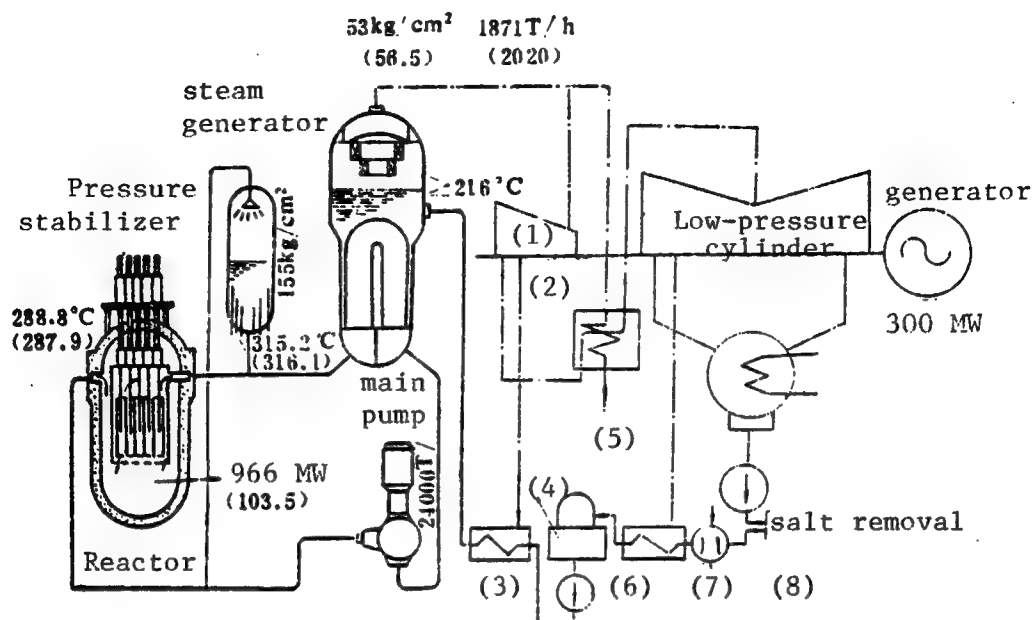 53kg/cm² 1871T/h
(56.5) (2020)
steam
generator
216°C
Pressure
stabilizer
155kg/cm²
288.8°C
(287.9)
315.2°C
(316.1)
main
pump
24000T/
966 MW
(103.5)
Reactor
(1)
(2)
Low-pressure
cylinder
generator
300 MW
(5)
(4)
salt removal
(3)
(6)
(7)
(8)